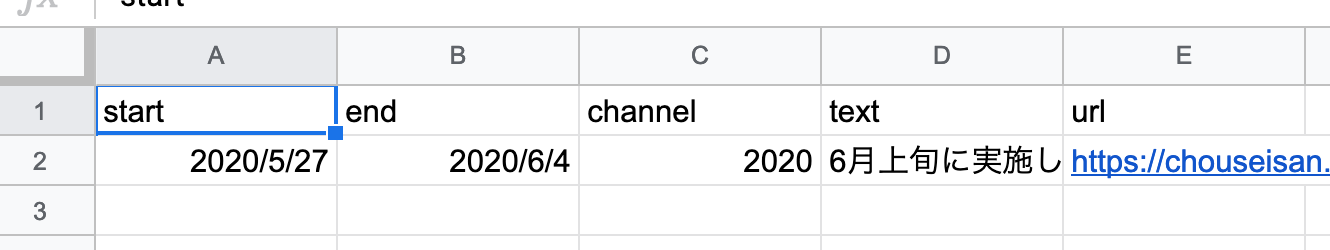 start
A B C D E
1 start end channel text url
2 2020/5/27 2020/6/4 2020 6月上旬に実施し https://chouseisan.
3